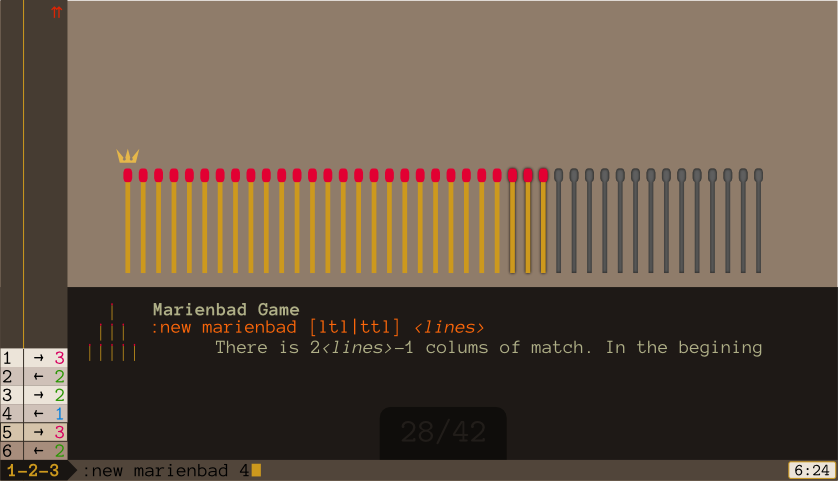 ⇈
Marienbad Game
:new marienbad [ltl|ttl] <lines>
There is 2<lines>-1 colums of match. In the begining
1 → 3
2 ← 2
3 → 2
4 ← 1
5 → 3
6 ← 2
28/42
1-2-3 :new marienbad 4 6:24